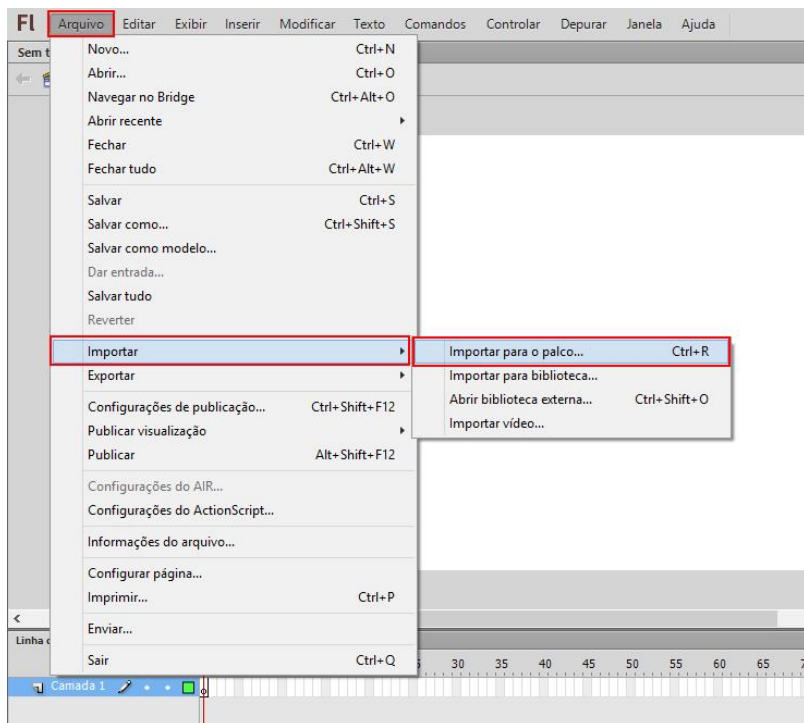 Fl Arquivo Editar Exibir Inserir Modificar Texto Comandos Controlar Depurar Janela Ajuda
Sem t
Novo... Ctrl+N
Abrir... Ctrl+O
Navegar no Bridge Ctrl+Alt+O
Abrir recente
Fechar Ctrl+W
Fechar tudo Ctrl+Alt+W
Salvar Ctrl+S
Salvar como... Ctrl+Shift+S
Salvar como modelo...
Dar entrada...
Salvar tudo
Reverter
Importar
Exportar
Configurações de publicação... Ctrl+Shift+F12
Publicar visualização
Publicar Alt+Shift+F12
Configurações do AIR...
Configurações do ActionScript...
Informações do arquivo...
Configurar página...
Imprimir... Ctrl+P
Enviar...
Sair Ctrl+Q
Importar para o palco... Ctrl+R
Importar para biblioteca...
Abrir biblioteca externa... Ctrl+Shift+O
Importar vídeo...
Linha d
30 35 40 45 50 55 60 65
Camada 1